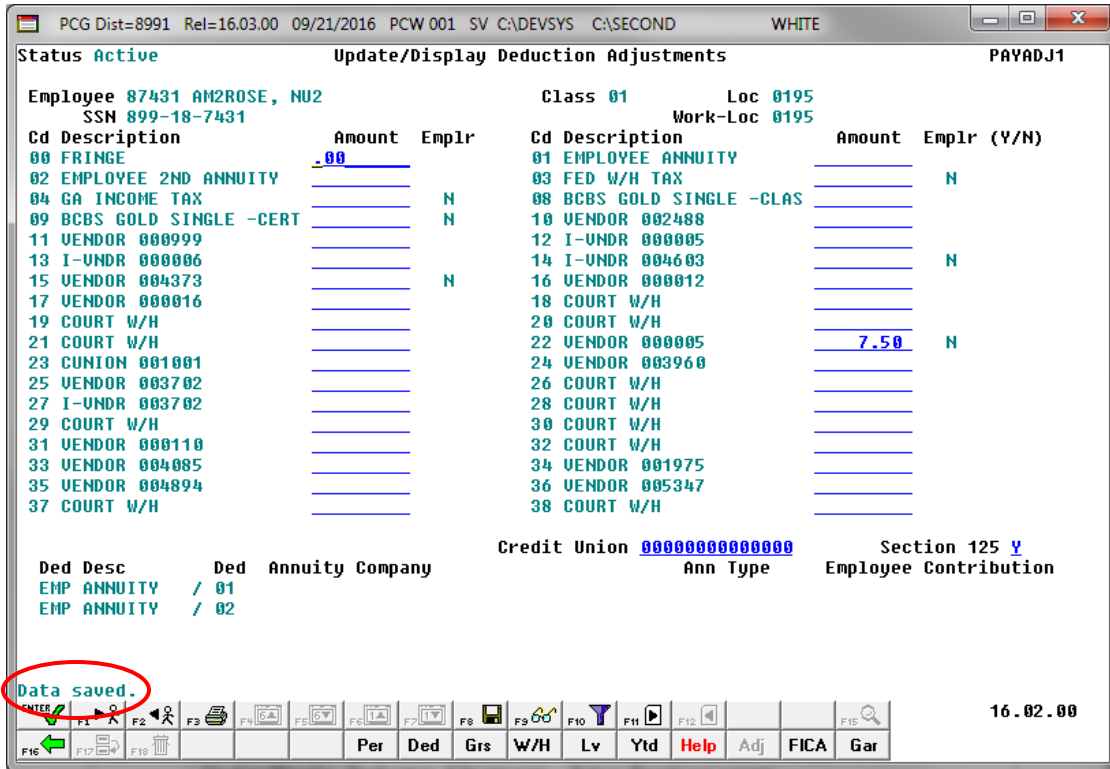 PCG Dist=8991 Rel=16.03.00 09/21/2016 PCW 001 SV C:\DEVSYS C:\SECOND WHITE
Status Active Update/Display Deduction Adjustments PAYADJ1
Employee 87431 AM2ROSE, NU2 Class 01 Loc 0195
SSN 899-18-7431 Work-Loc 0195
Cd Description Amount Emplr Cd Description Amount Emplr (Y/N)
00 FRINGE .00 01 EMPLOYEE ANNUITY
02 EMPLOYEE 2ND ANNUITY 03 FED W/H TAX N
04 GA INCOME TAX N 08 BCBS GOLD SINGLE -CLAS
09 BCBS GOLD SINGLE -CERT N 10 VENDOR 002488
11 VENDOR 000999 12 I-VNDR 000005
13 I-VNDR 000006 14 I-VNDR 004603 N
15 VENDOR 004373 N 16 VENDOR 000012
17 VENDOR 000016 18 COURT W/H
19 COURT W/H 20 COURT W/H
21 COURT W/H 22 VENDOR 000005 7.50 N
23 CUNION 001001 24 VENDOR 003960
25 VENDOR 003702 26 COURT W/H
27 I-VNDR 003702 28 COURT W/H
29 COURT W/H 30 COURT W/H
31 VENDOR 000110 32 COURT W/H
33 VENDOR 004085 34 VENDOR 001975
35 VENDOR 004894 36 VENDOR 005347
37 COURT W/H 38 COURT W/H
Credit Union 00000000000000 Section 125 Y
Ded Desc Ded Annuity Company Ann Type Employee Contribution
EMP ANNUITY / 01
EMP ANNUITY / 02
Data saved.
ENTER F1 F2 F3 F4 F5 F6 F7 F8 F9 F10 F11 F12 F15 16.02.00
F16 F17 F18 Per Ded Grs W/H Lv Ytd Help Adj FICA Gar